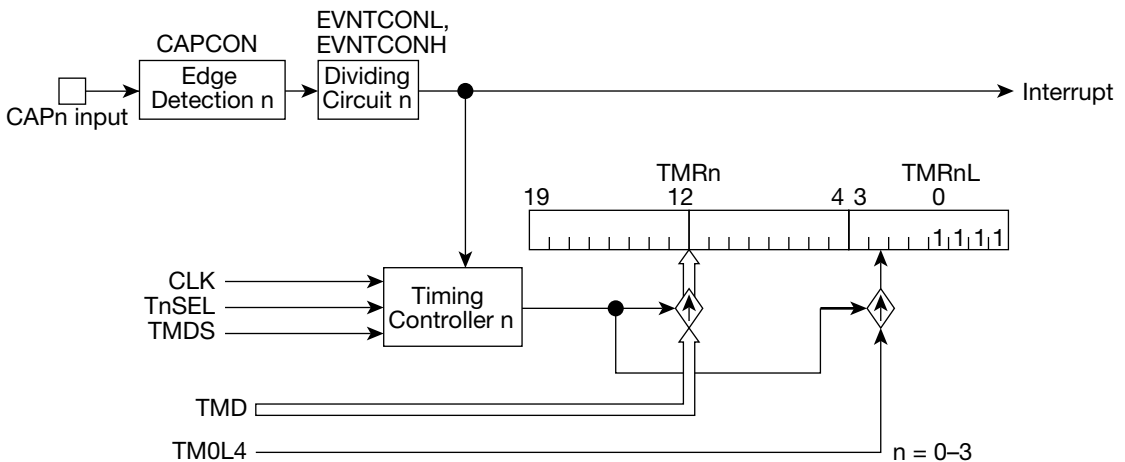 EVNTCONL,
CAPCON EVNTCONH
Edge Dividing
Detection n Circuit n
CAPn input
Interrupt
TMRn TMRnL
19 12 4 3 0
1 1 1 1
CLK
TnSEL
TMDS
Timing
Controller n
TMD
TM0L4
n = 0–3